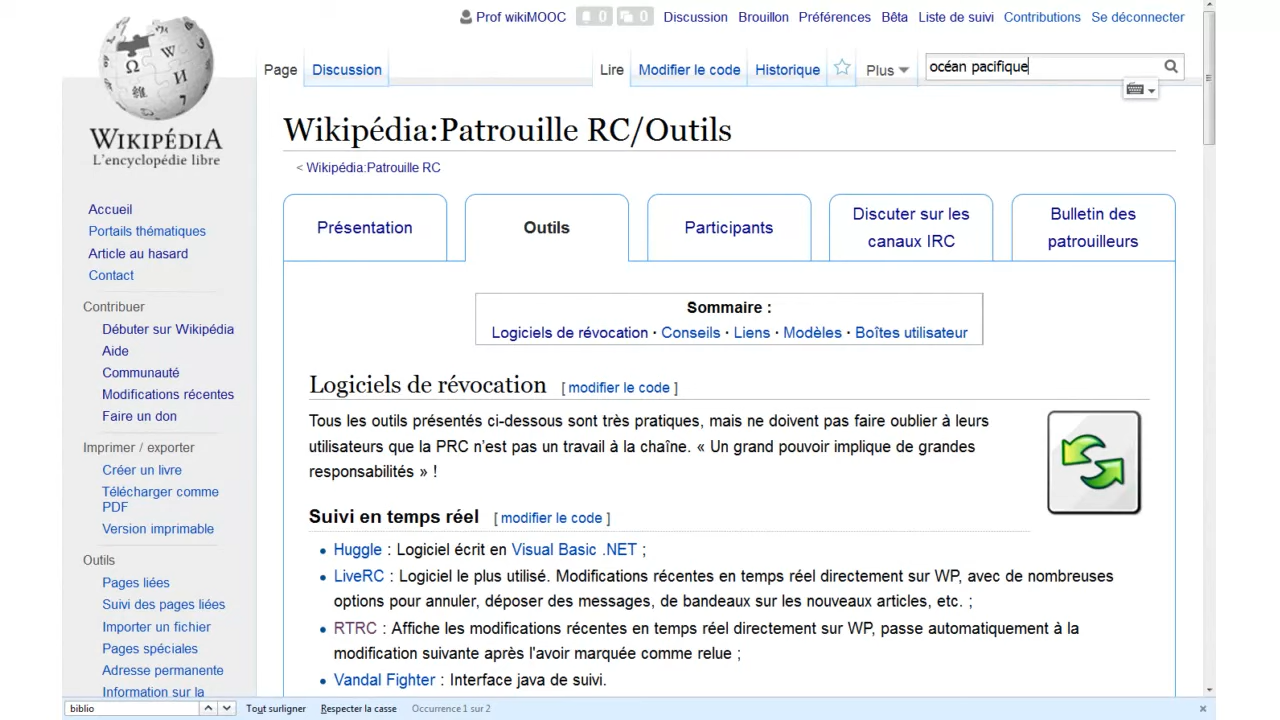 Prof wikiMOOC 0 0 Discussion Brouillon Préférences Bêta Liste de suivi Contributions Se déconnecter
Page Discussion Lire Modifier le code Historique Plus océan pacifique
WIKIPÉDIA
L'encyclopédie libre
Wikipédia:Patrouille RC/Outils
< Wikipédia:Patrouille RC
Accueil
Portails thématiques
Article au hasard
Contact
Contribuer
Débuter sur Wikipédia
Aide
Communauté
Modifications récentes
Faire un don
Imprimer / exporter
Créer un livre
Télécharger comme
PDF
Version imprimable
Outils
Pages liées
Suivi des pages liées
Importer un fichier
Pages spéciales
Adresse permanente
Information sur la
Présentation
Outils
Participants
Discuter sur les
canaux IRC
Bulletin des
patrouilleurs
Sommaire :
Logiciels de révocation · Conseils · Liens · Modèles · Boîtes utilisateur
Logiciels de révocation [ modifier le code ]
Tous les outils présentés ci-dessous sont très pratiques, mais ne doivent pas faire oublier à leurs
utilisateurs que la PRC n'est pas un travail à la chaîne. « Un grand pouvoir implique de grandes
responsabilités » !
Suivi en temps réel [ modifier le code ]
• Huggle : Logiciel écrit en Visual Basic .NET ;
• LiveRC : Logiciel le plus utilisé. Modifications récentes en temps réel directement sur WP, avec de nombreuses
options pour annuler, déposer des messages, de bandeaux sur les nouveaux articles, etc. ;
• RTRC : Affiche les modifications récentes en temps réel directement sur WP, passe automatiquement à la
modification suivante après l'avoir marquée comme relue ;
• Vandal Fighter : Interface java de suivi.
biblio Tout surligner Respecter la casse Occurrence 1 sur 2